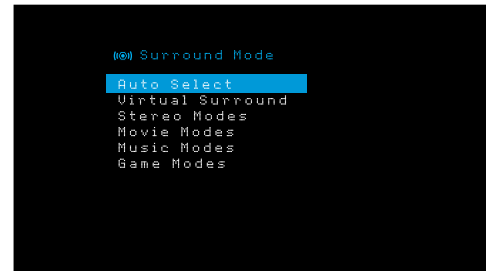 Surround Mode
Auto Select
Virtual Surround
Stereo Modes
Movie Modes
Music Modes
Game Modes